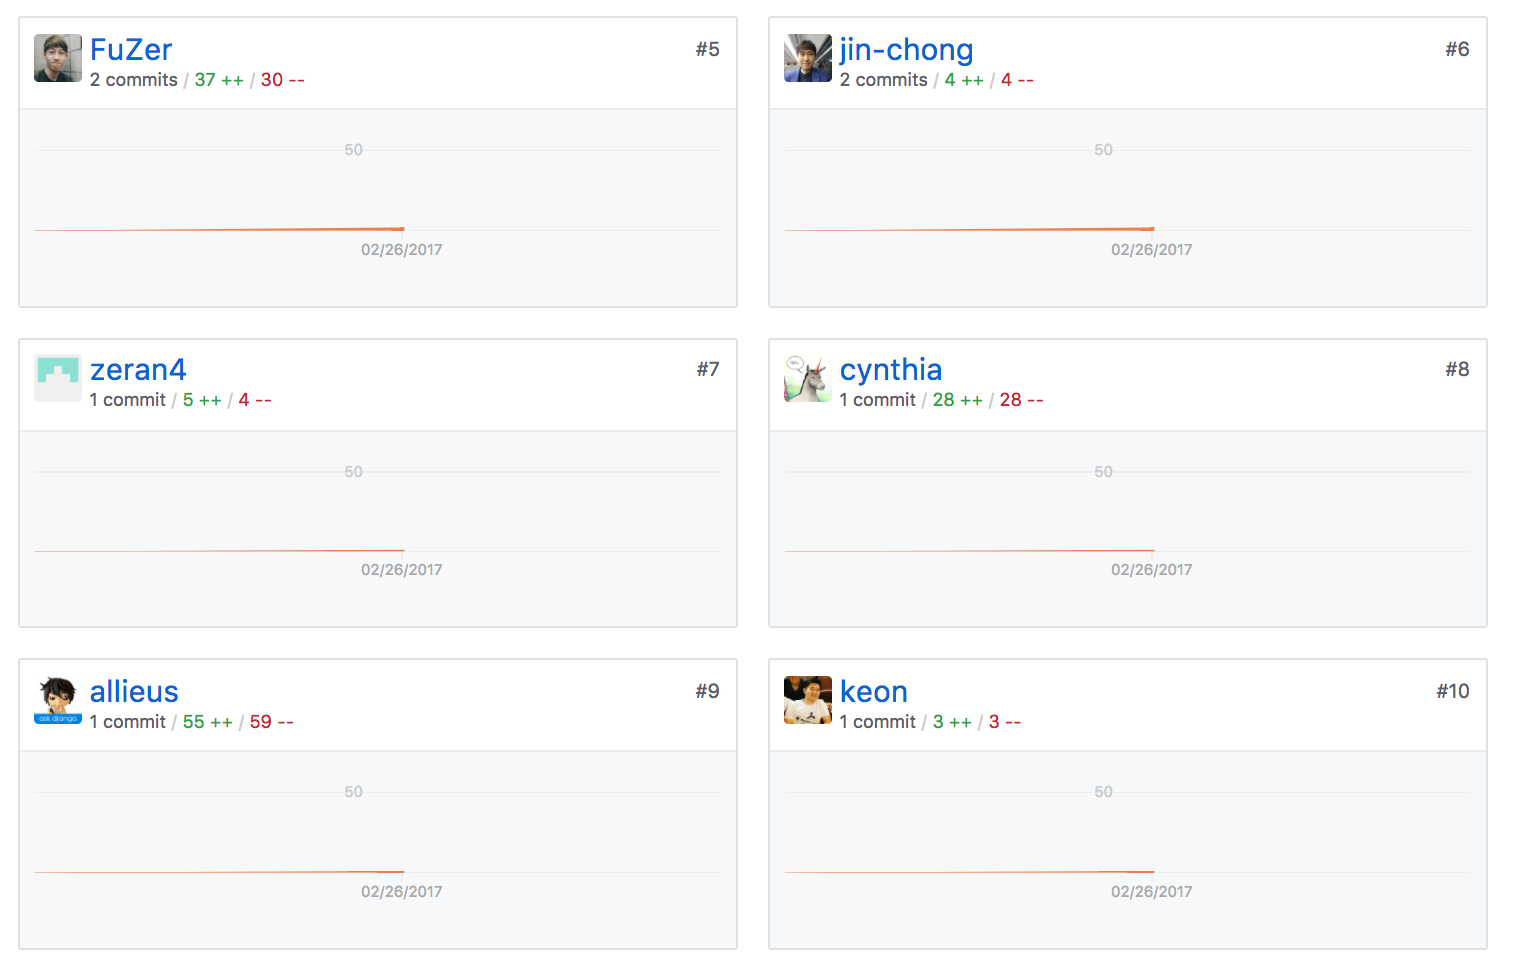 FuZer
#5
2 commits / 37 ++ / 30 --
50
02/26/2017
jin-chong
#6
2 commits / 4 ++ / 4 --
50
02/26/2017
zeran4
#7
1 commit / 5 ++ / 4 --
50
02/26/2017
cynthia
#8
1 commit / 28 ++ / 28 --
50
02/26/2017
allieus
#9
ask django
1 commit / 55 ++ / 59 --
50
02/26/2017
keon
#10
1 commit / 3 ++ / 3 --
50
02/26/2017